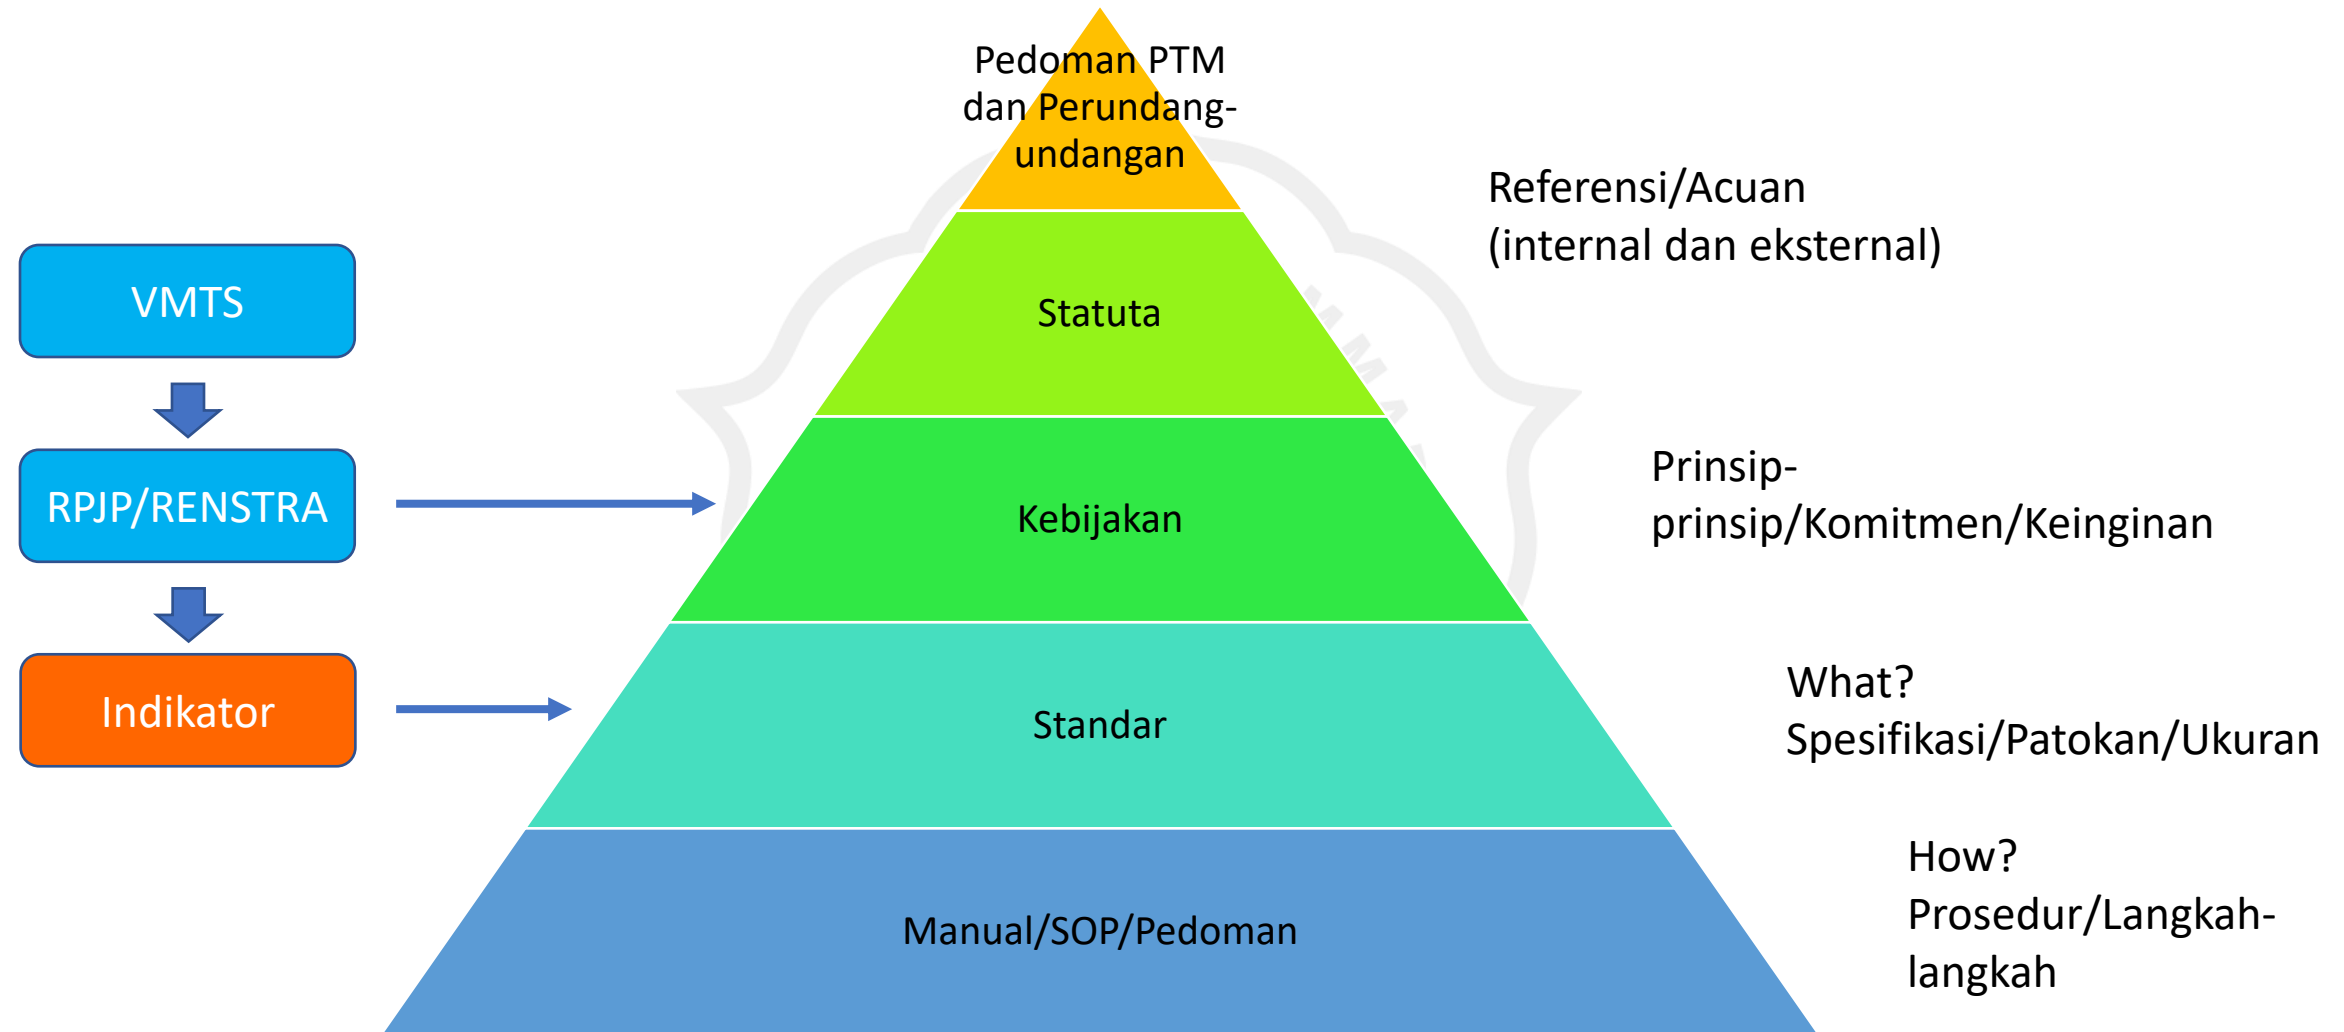 Pedoman PTM
dan Perundang-
undangan
Referensi/Acuan
(internal dan eksternal)
VMTS
Statuta
RPJP/RENSTRA
Kebijakan
Prinsip-
prinsip/Komitmen/Keinginan
Indikator
Standar
What?
Spesifikasi/Patokan/Ukuran
Manual/SOP/Pedoman
How?
Prosedur/Langkah-
langkah